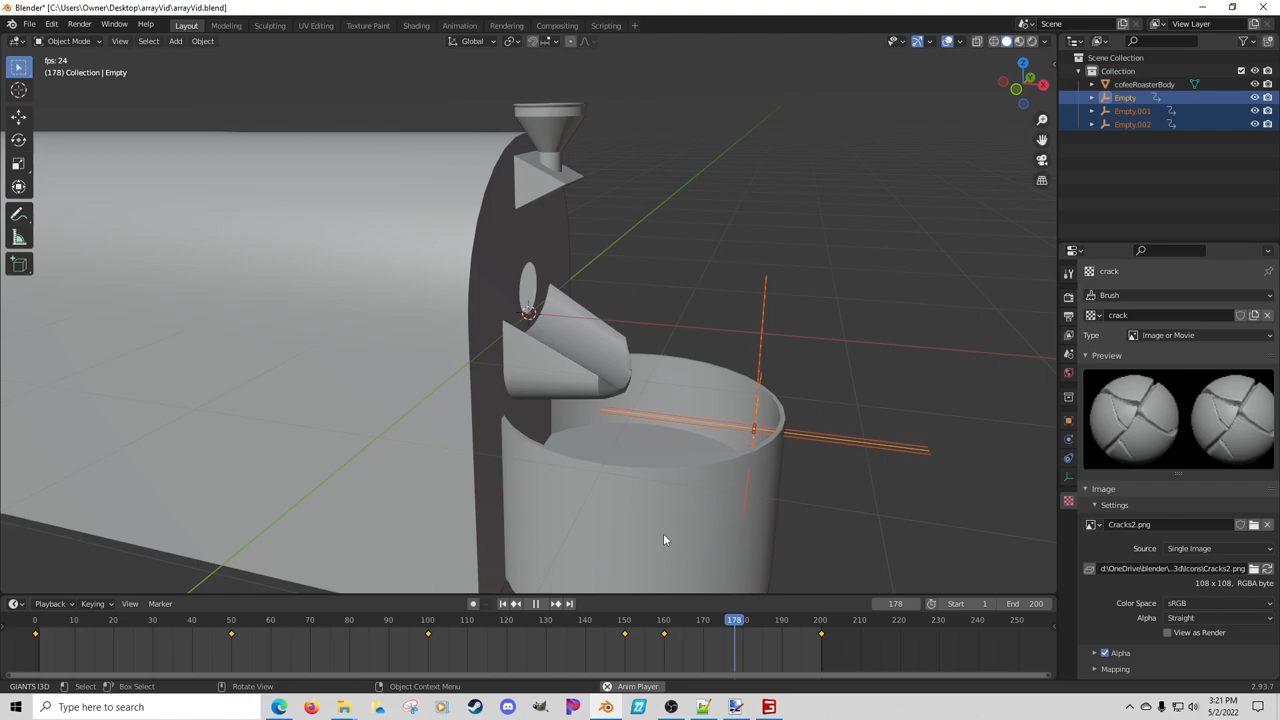 Blender* [C:\Users\Owner\Desktop\arrayVid\arrayVid.blend]
File Edit Render Window Help Layout Modeling Sculpting UV Editing Texture Paint Shading Animation Rendering Compositing Scripting + Scene View Layer
Object Mode View Select Add Object Global
fps: 24
(178) Collection | Empty
Z
Y
X
Scene Collection
Collection
cofeeRoasterBody
Empty
Empty.001
Empty.002
crack
Brush
crack
Type Image or Movie
Preview
Image
Settings
Cracks2.png
Source Single Image
d:\OneDrive\blender\...3d\Icons\Cracks2.png
108 x 108, RGBA byte
Color Space sRGB
Alpha Straight
View as Render
Alpha
Mapping
Playback Keying View Marker 178 Start 1 End 200
0 10 20 30 40 50 60 70 80 90 100 110 120 130 140 150 160 170 178 190 200 210 220 230 240 250
GIANTS I3D Select Box Select Rotate View Object Context Menu Anim Player 2.93.7
Type here to search
3:21 PM
5/2/2022